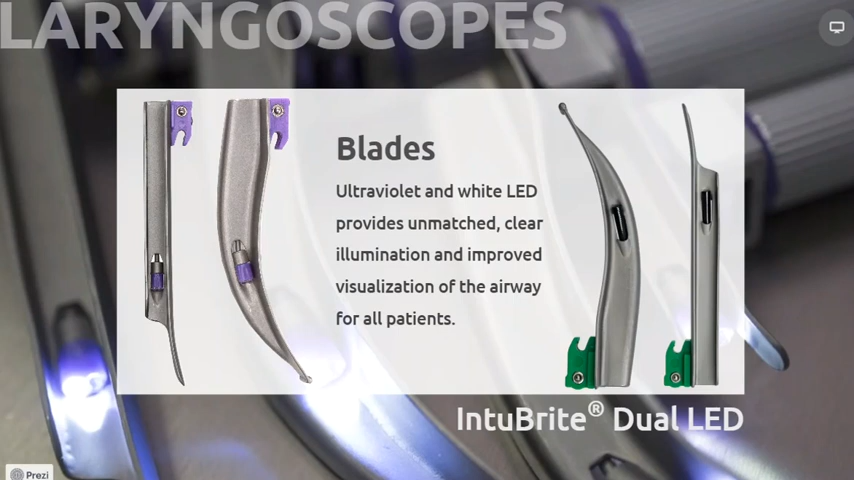 LARYNGOSCOPES
Blades
Ultraviolet and white LED
provides unmatched, clear
illumination and improved
visualization of the airway
for all patients.
IntuBrite® Dual LED
Prezi